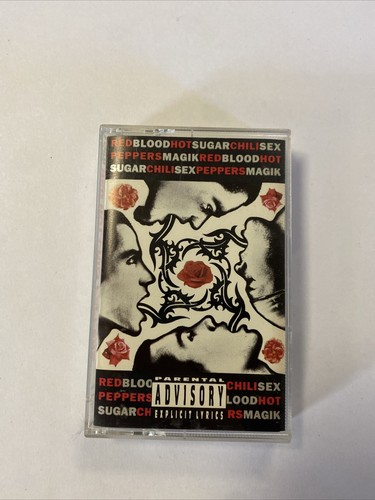 REDBLOODHOTSUGARCHILISEX
PEPPERSMAGIKREDBLOODHOT
SUGARCHILISEXPEPPERSMAGIK
REDBLOO
CHILISEX
PEPPERS
LOODHOT
SUGARCH
RSMAGIK
PARENTAL
ADVISORY
EXPLICIT LYRICS